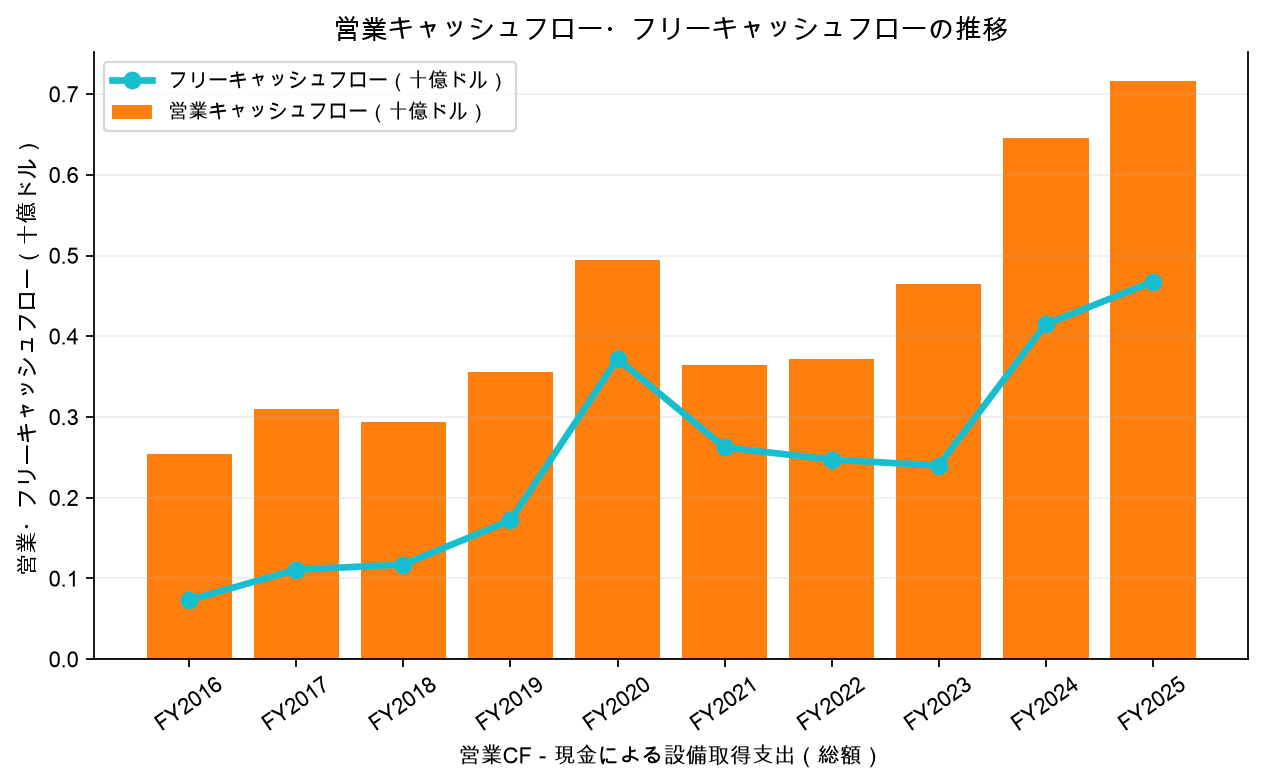 営業キャッシュフロー・フリーキャッシュフローの推移
フリーキャッシュフロー（十億ドル）
営業キャッシュフロー（十億ドル）
営業・フリーキャッシュフロー（十億ドル）
0.7
0.6
0.5
0.4
0.3
0.2
0.1
0.0
FY2016
FY2017
FY2018
FY2019
FY2020
FY2021
FY2022
FY2023
FY2024
FY2025
営業CF - 現金による設備取得支出（総額）